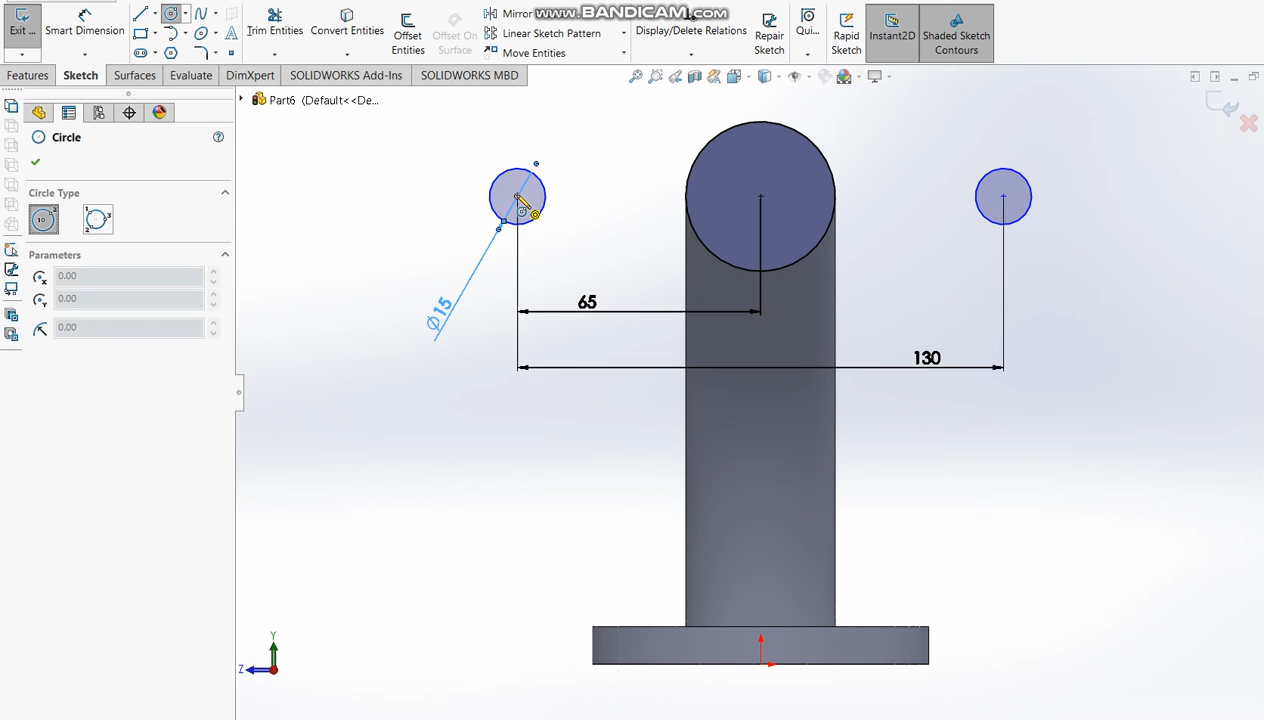 www.BANDICAM.com
Exit ...
Smart Dimension
Trim Entities
Convert Entities
Offset Entities
Offset On Surface
Mirror
Linear Sketch Pattern
Move Entities
Display/Delete Relations
Repair Sketch
Qui...
Rapid Sketch
Instant2D
Shaded Sketch Contours
Features
Sketch
Surfaces
Evaluate
DimXpert
SOLIDWORKS Add-Ins
SOLIDWORKS MBD
Part6 (Default<<De...
Circle
Circle Type
Parameters
0.00
0.00
0.00
Ø15
65
130
Y
Z